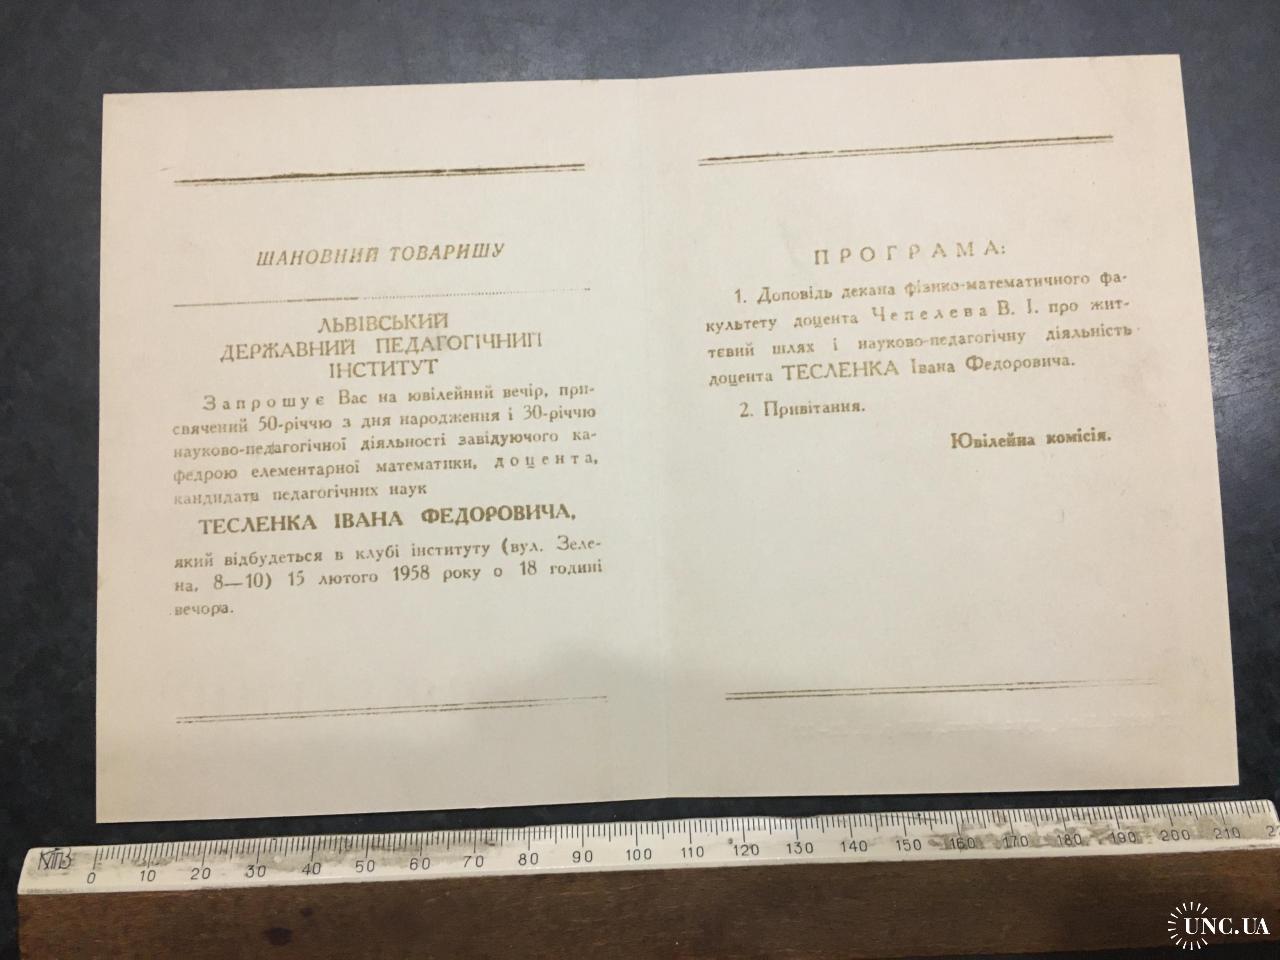 ШАНОВНИЙ ТОВАРИШУ
ЛЬВІВСЬКИЙ
ДЕРЖАВНИЙ ПЕДАГОГІЧНИЙ
ІНСТИТУТ
Запрошує Вас на ювілейний вечір, при-
свячений 50-річчю з дня народження і 30-річчю
науково-педагогічної діяльності завідуючого ка-
федрою елементарної математики, доцента,
кандидата педагогічних наук
ТЕСЛЕНКА ІВАНА ФЕДОРОВИЧА,
який відбудеться в клубі інституту (вул. Зеле-
на, 8—10) 15 лютого 1958 року о 18 годині
вечора.
ПРОГРАМА:
1. Доповідь декана фізико-математичного фа-
культету доцента Чепелева В. І. про жит-
тєвий шлях і науково-педагогічну діяльність
доцента ТЕСЛЕНКА Івана Федоровича.
2. Привітання.
Ювілейна комісія.
0 10 20 30 40 50 60 70 80 90 100 110 120 130 140 150 160 170 180 190 200 210
UNC.UA